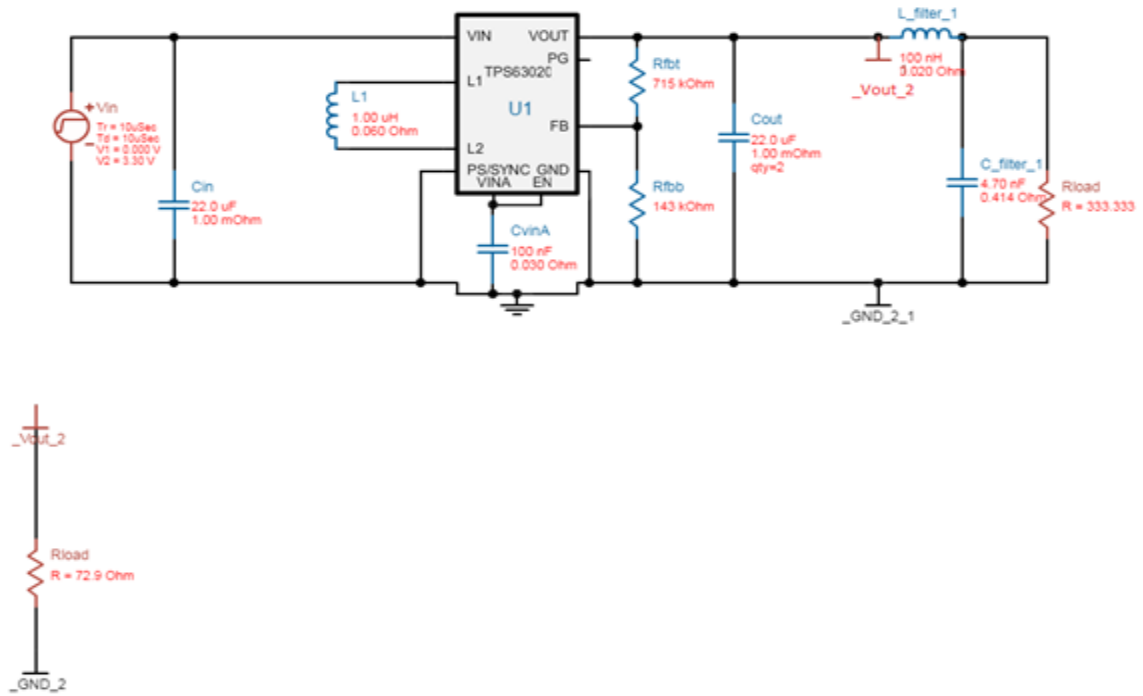 L_filter_1
100 nH
0.020 Ohm
_Vout_2
VIN
VOUT
PG
TPS63020
L1
U1
FB
L2
PS/SYNC
GND
VINA
EN
Vin
Tr = 10uSec
Td = 10uSec
V1 = 0.000 V
V2 = 3.30 V
L1
1.00 uH
0.060 Ohm
Rfbt
715 kOhm
Cout
22.0 uF
1.00 mOhm
qty=2
Cin
22.0 uF
1.00 mOhm
Rfbb
143 kOhm
C_filter_1
4.70 nF
0.414 Ohm
Rload
R = 333.333
CvinA
100 nF
0.030 Ohm
_GND_2_1
_Vout_2
Rload
R = 72.9 Ohm
_GND_2